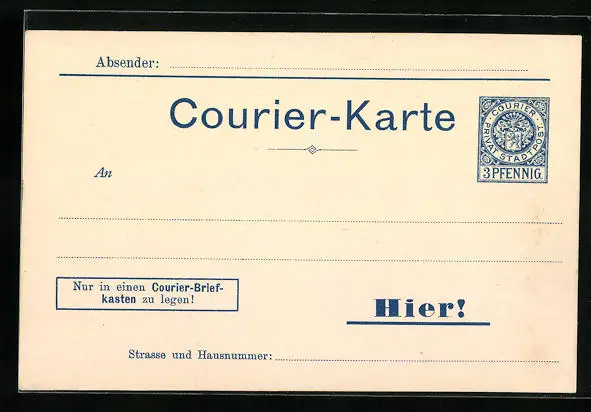 Absender:
Courier-Karte
COURIER
PRIVAT STADTPOST
3 PFENNIG.
An
Nur in einen Courier-Brief-
kasten zu legen!
Hier!
Strasse und Hausnummer: